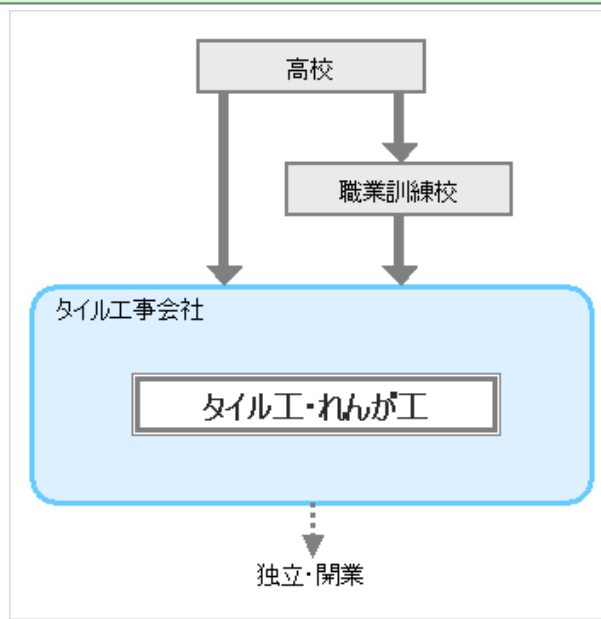 高校
職業訓練校
タイル工事会社
タイル工・れんが工
独立・開業